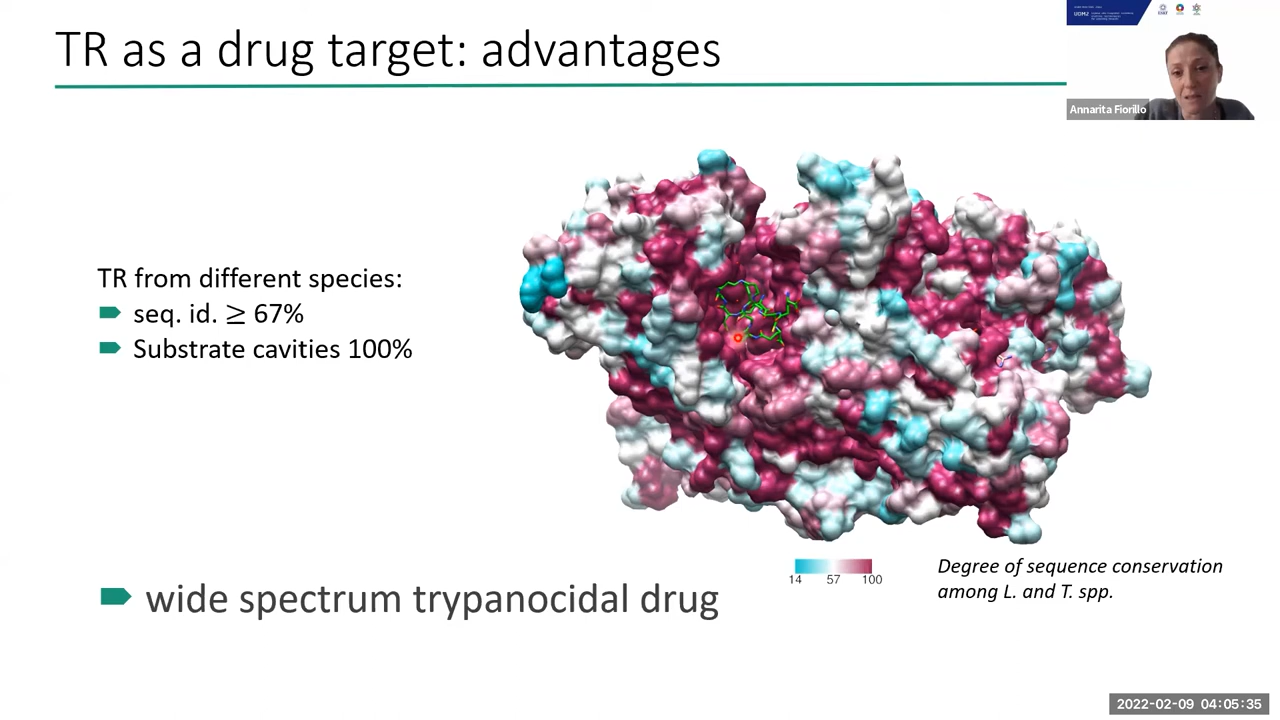 TR as a drug target: advantages
UOMU
Annarita Fiorillo
TR from different species:
seq. id. ≥ 67%
Substrate cavities 100%
14 57 100
Degree of sequence conservation
among L. and T. spp.
wide spectrum trypanocidal drug
2022-02-09 04:05:35